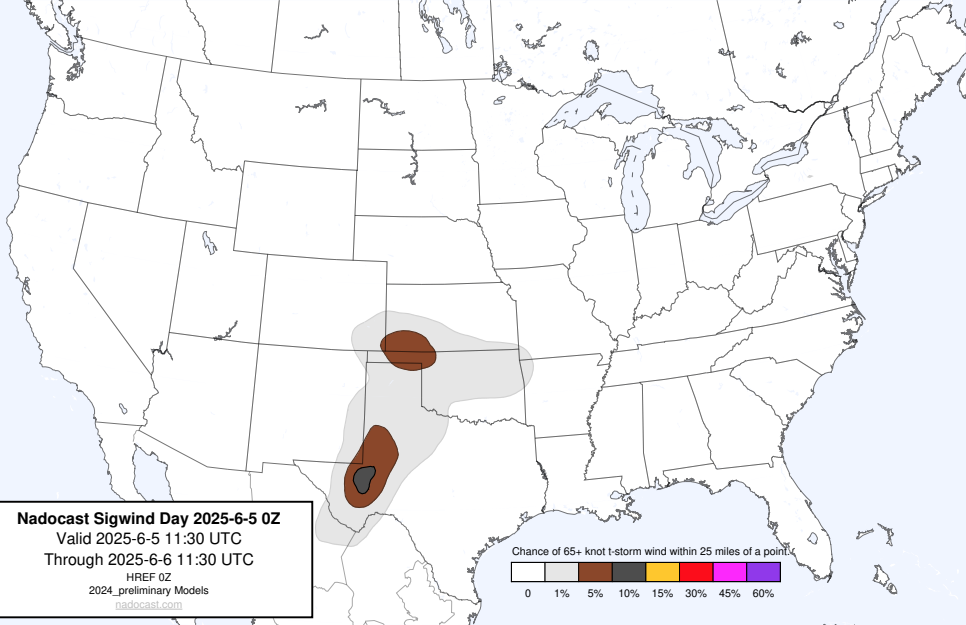 Nadocast Sigwind Day 2025-6-5 0Z
Valid 2025-6-5 11:30 UTC
Through 2025-6-6 11:30 UTC
HREF 0Z
2024_preliminary Models
nadocast.com
Chance of 65+ knot t-storm wind within 25 miles of a point.
0 1% 5% 10% 15% 30% 45% 60%